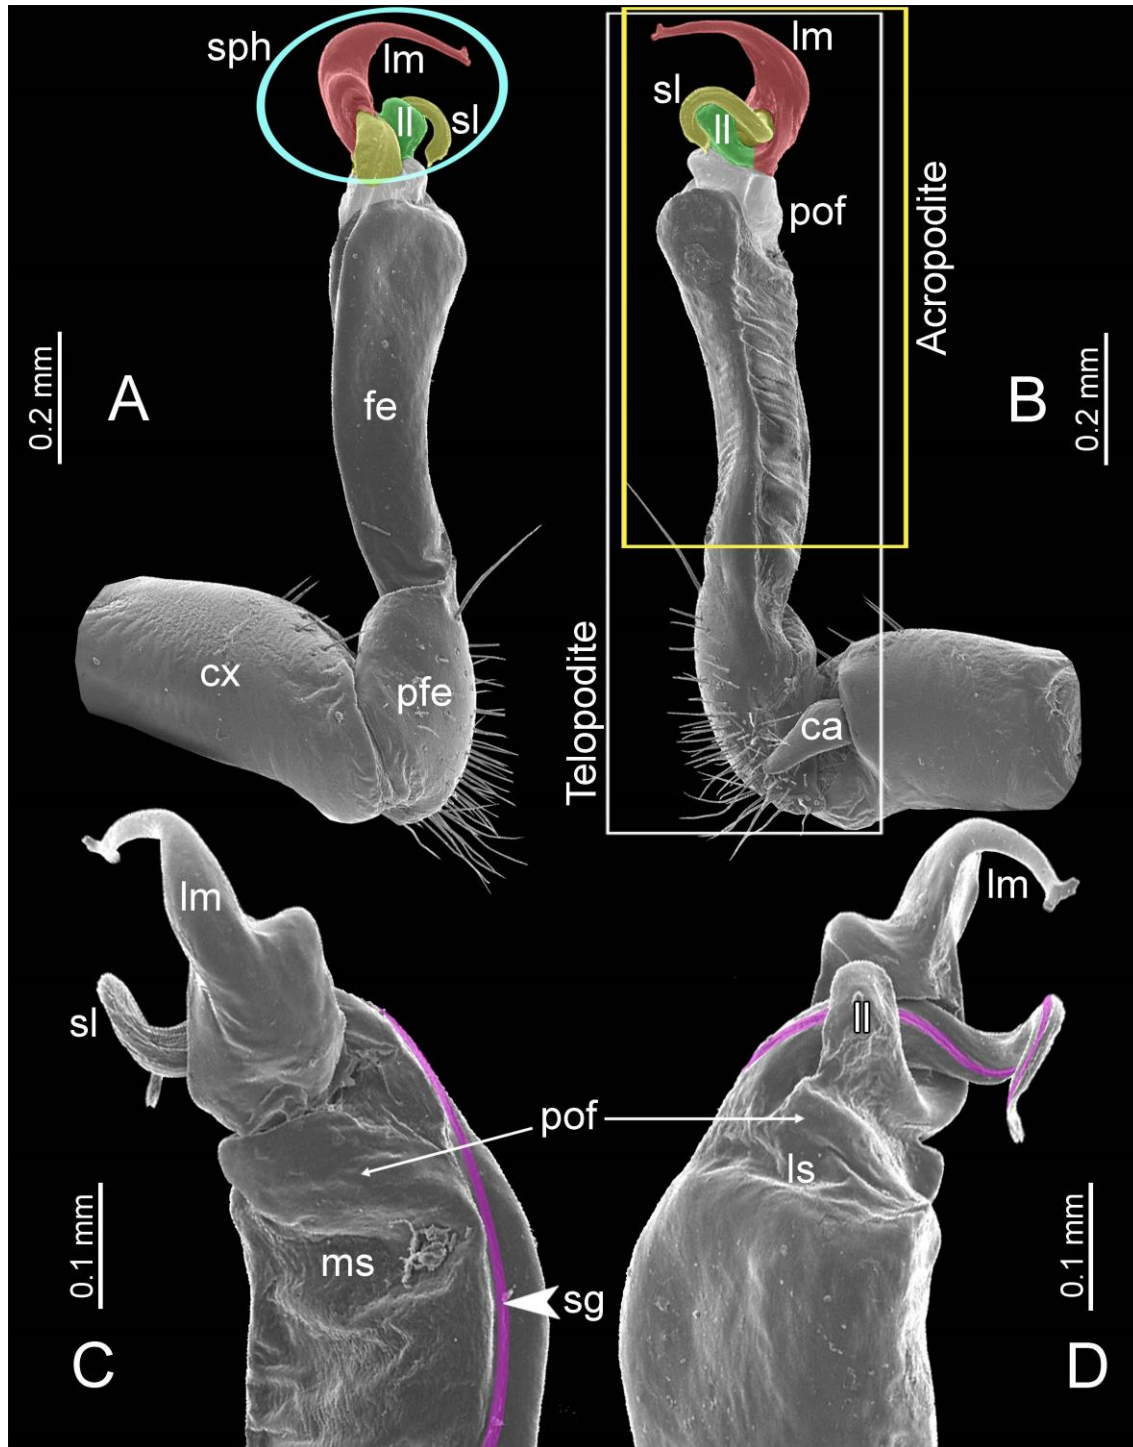 sph
lm
ll
sl
fe
cx
pfe
A
0.2 mm
lm
sl
ll
pof
Acropodite
Telopodite
ca
B
0.2 mm
lm
sl
pof
ms
sg
C
0.1 mm
lm
ll
ls
D
0.1 mm